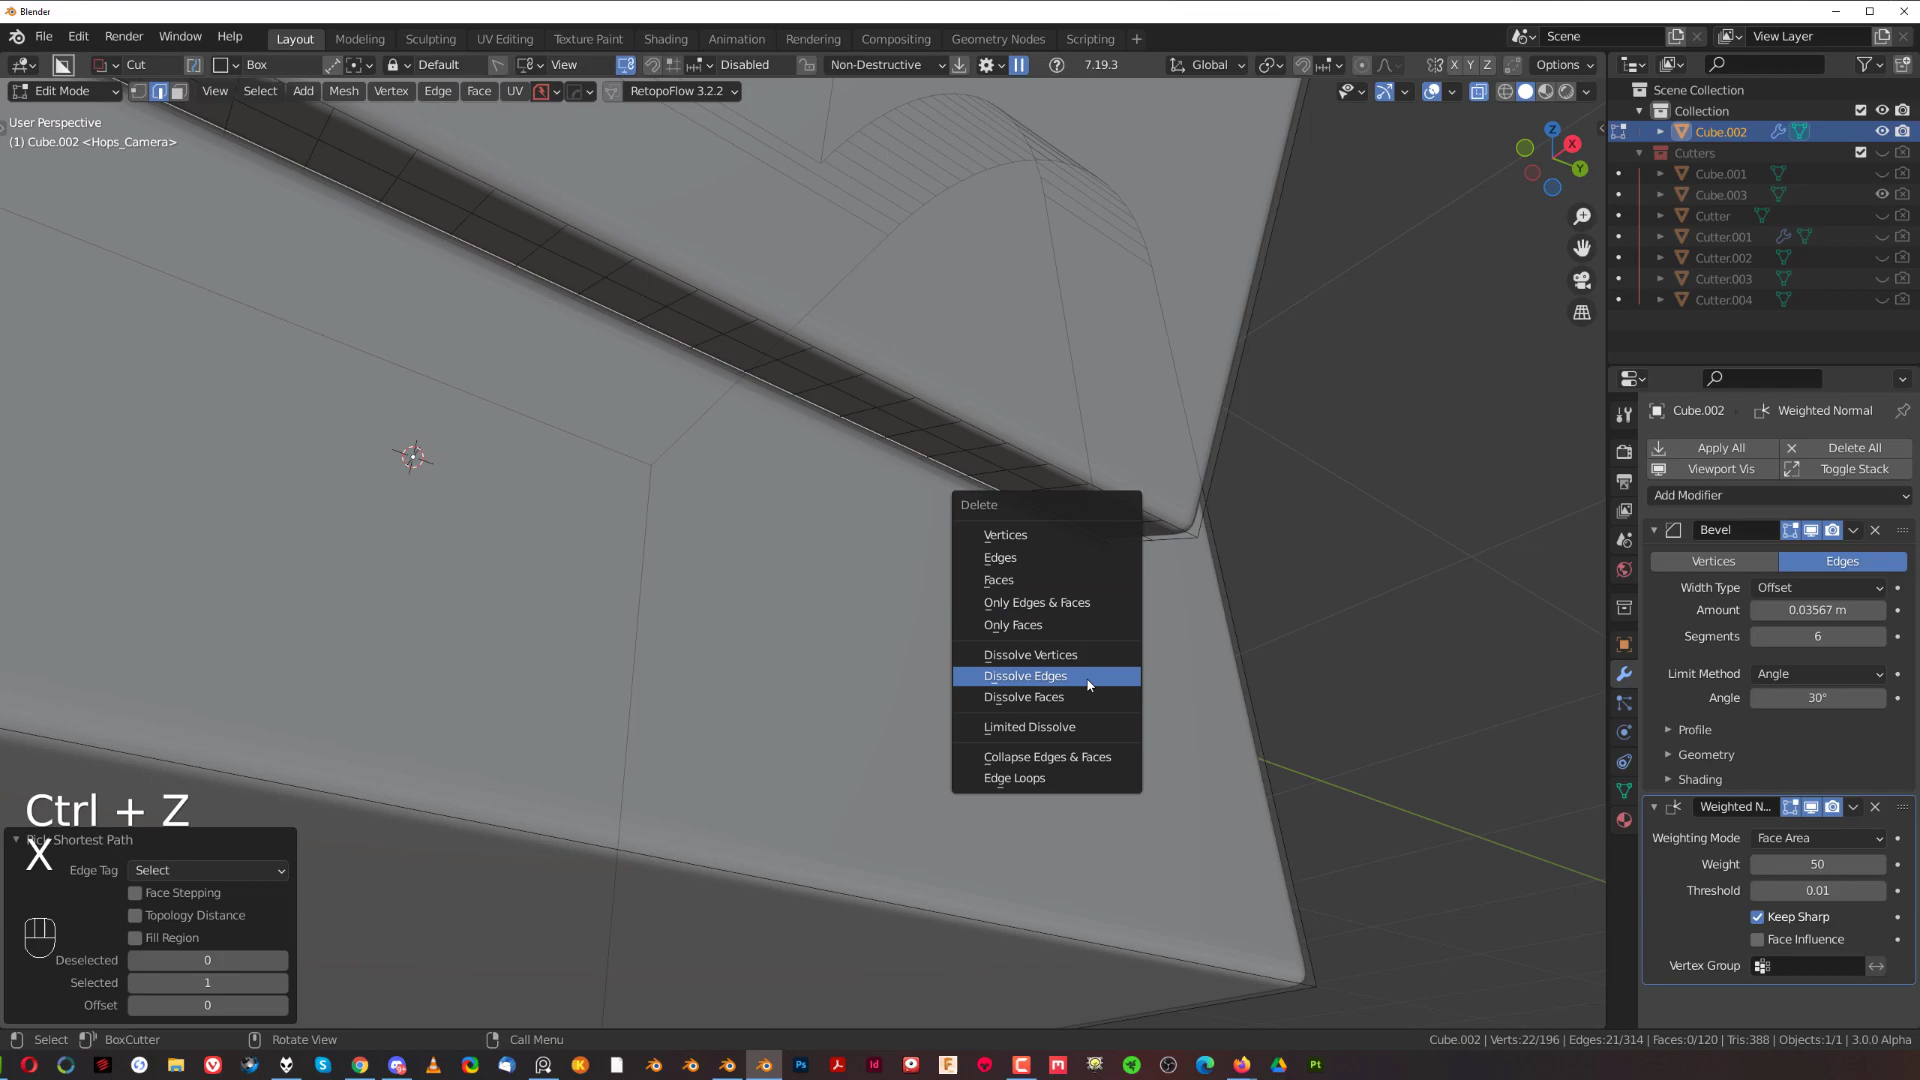 Blender
File Edit Render Window Help
Layout Modeling Sculpting UV Editing Texture Paint Shading Animation Rendering Compositing Geometry Nodes Scripting +
Scene
View Layer
Cut Box Default View Disabled Non-Destructive 7.19.3 Global X Y Z Options
Edit Mode View Select Add Mesh Vertex Edge Face UV RetopoFlow 3.2.2
User Perspective
(1) Cube.002 <Hops_Camera>
Z
X
Y
Scene Collection
Collection
Cube.002
Cutters
Cube.001
Cube.003
Cutter
Cutter.001
Cutter.002
Cutter.003
Cutter.004
Cube.002 Weighted Normal
Apply All Delete All
Viewport Vis Toggle Stack
Add Modifier
Bevel
Vertices Edges
Width Type Offset
Amount 0.03567 m
Segments 6
Limit Method Angle
Angle 30°
Profile
Geometry
Shading
Weighted N...
Weighting Mode Face Area
Weight 50
Threshold 0.01
Keep Sharp
Face Influence
Vertex Group
Delete
Vertices
Edges
Faces
Only Edges & Faces
Only Faces
Dissolve Vertices
Dissolve Edges
Dissolve Faces
Limited Dissolve
Collapse Edges & Faces
Edge Loops
Ctrl + Z
X
Shortest Path
Edge Tag Select
Face Stepping
Topology Distance
Fill Region
Deselected 0
Selected 1
Offset 0
Select BoxCutter Rotate View Call Menu
Cube.002 | Verts:22/196 | Edges:21/314 | Faces:0/120 | Tris:388 | Objects:1/1 | 3.0.0 Alpha
Ps Id F m Pt